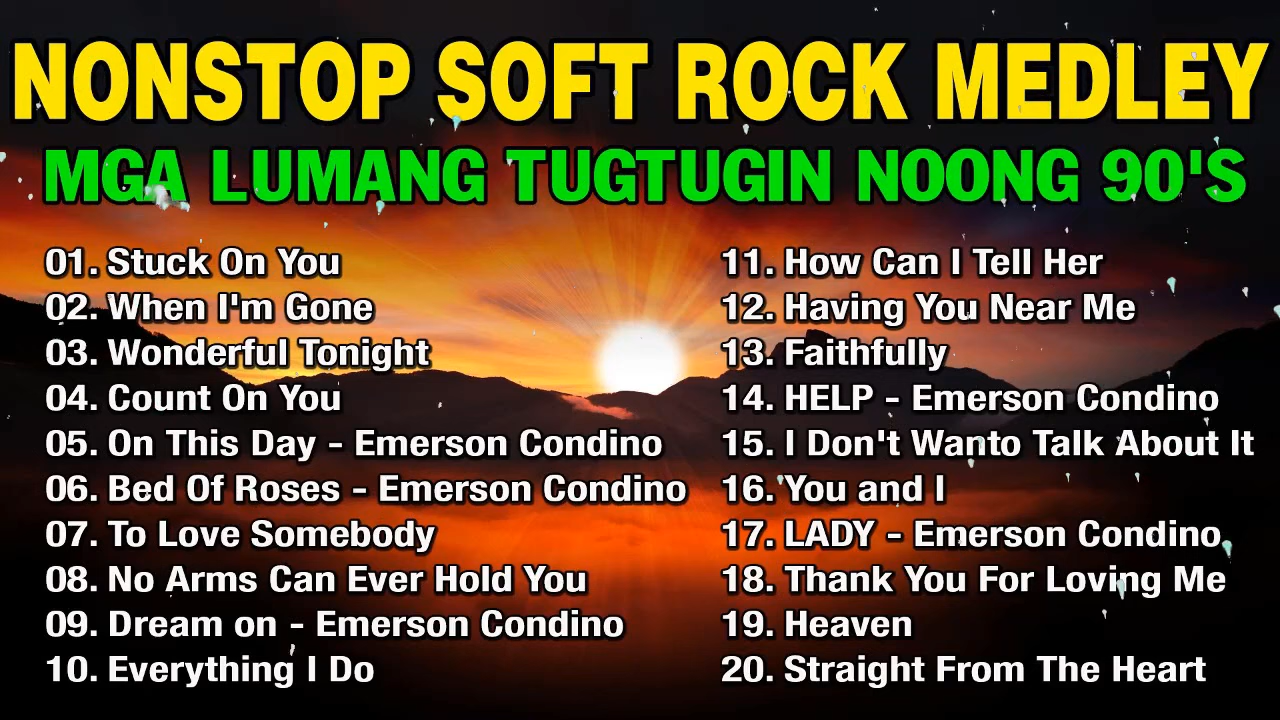 NONSTOP SOFT ROCK MEDLEY
MGA LUMANG TUGTUGIN NOONG 90'S
01. Stuck On You
02. When I'm Gone
03. Wonderful Tonight
04. Count On You
05. On This Day - Emerson Condino
06. Bed Of Roses - Emerson Condino
07. To Love Somebody
08. No Arms Can Ever Hold You
09. Dream on - Emerson Condino
10. Everything I Do
11. How Can I Tell Her
12. Having You Near Me
13. Faithfully
14. HELP - Emerson Condino
15. I Don't Wanto Talk About It
16. You and I
17. LADY - Emerson Condino
18. Thank You For Loving Me
19. Heaven
20. Straight From The Heart